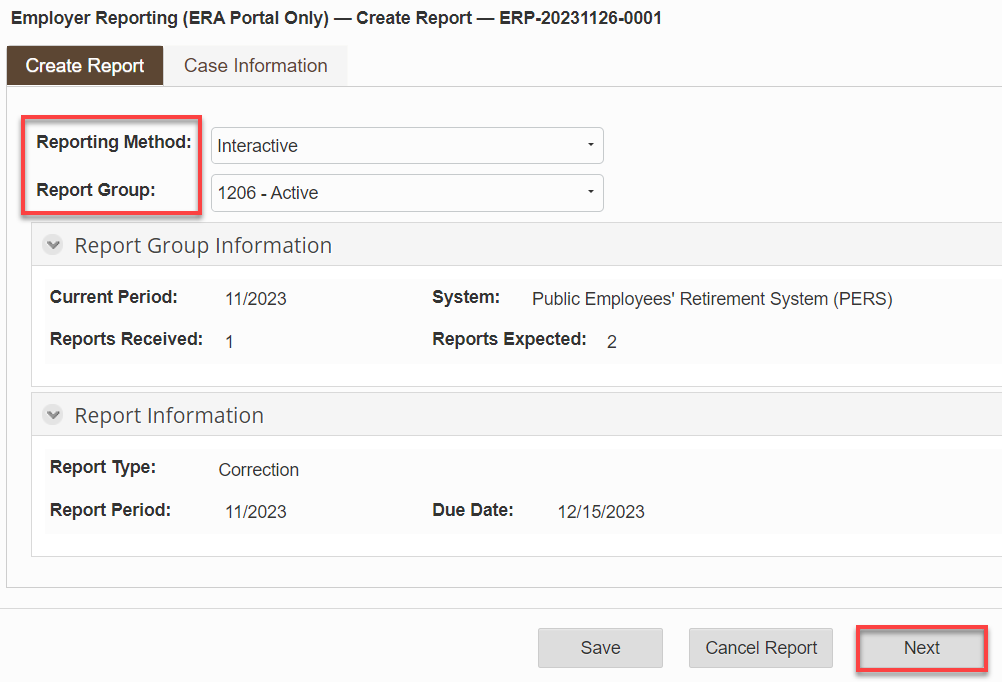 Employer Reporting (ERA Portal Only) — Create Report — ERP-20231126-0001
Create Report Case Information
Reporting Method: Interactive
Report Group: 1206 - Active
Report Group Information
Current Period: 11/2023 System: Public Employees' Retirement System (PERS)
Reports Received: 1 Reports Expected: 2
Report Information
Report Type: Correction
Report Period: 11/2023 Due Date: 12/15/2023
Save Cancel Report Next